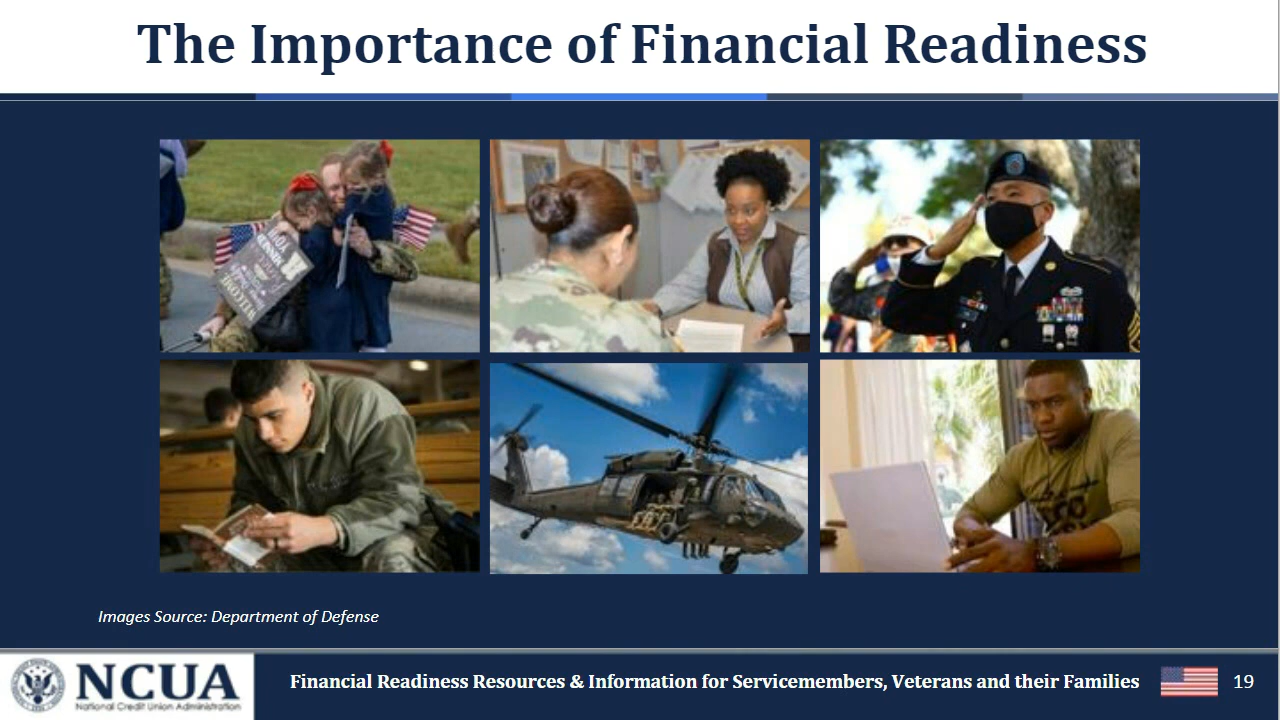 The Importance of Financial Readiness
WELCOME
Images Source: Department of Defense
NCUA
National Credit Union Administration
Financial Readiness Resources & Information for Servicemembers, Veterans and their Families
19